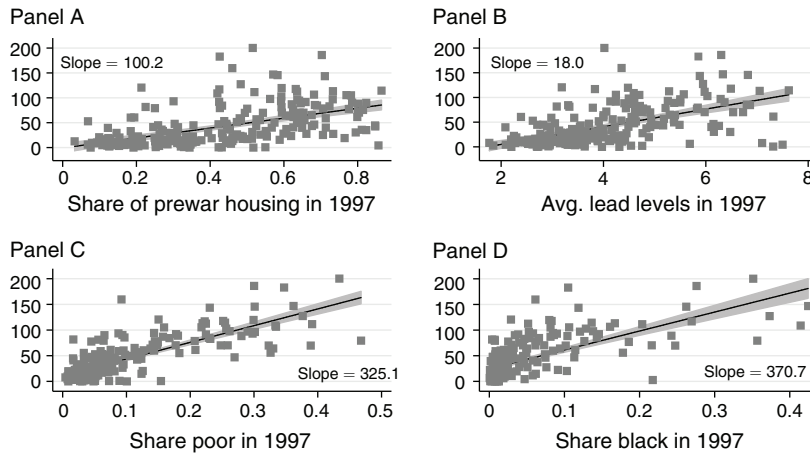 Panel A
200
150
100
50
0
Slope = 100.2
0 0.2 0.4 0.6 0.8
Share of prewar housing in 1997
Panel B
200
150
100
50
0
Slope = 18.0
2 4 6 8
Avg. lead levels in 1997
Panel C
200
150
100
50
0
Slope = 325.1
0 0.1 0.2 0.3 0.4 0.5
Share poor in 1997
Panel D
200
150
100
50
0
Slope = 370.7
0 0.1 0.2 0.3 0.4
Share black in 1997